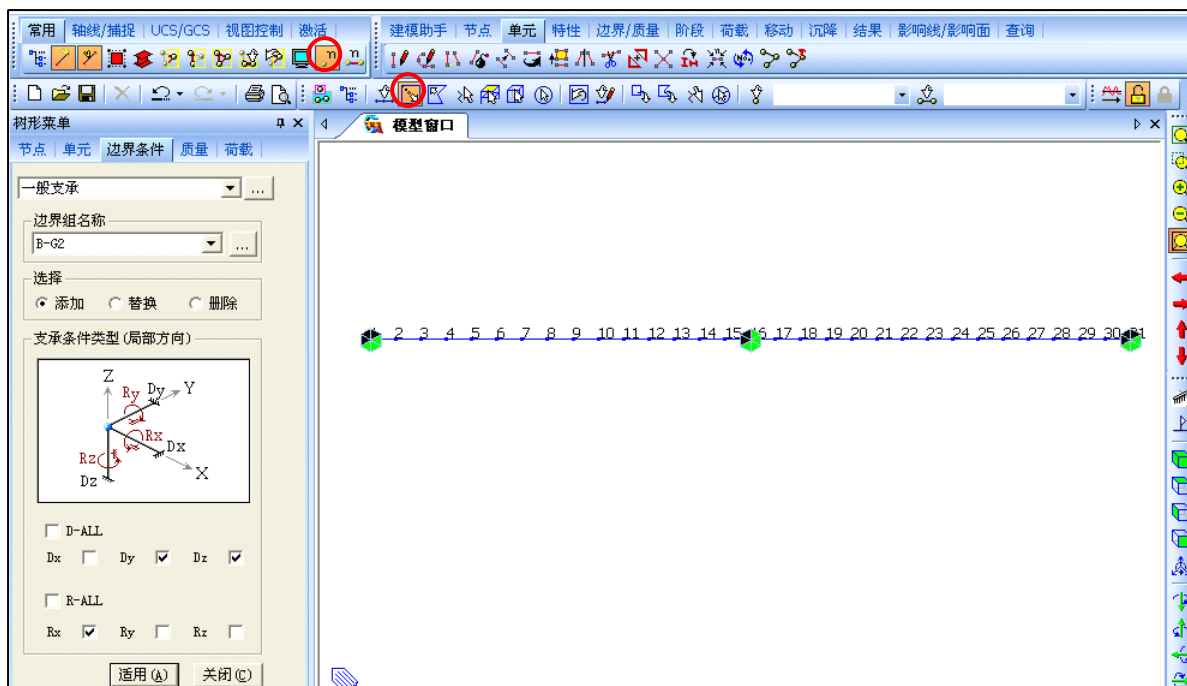 常用 轴线/捕捉 UCS/GCS 视图控制 激活 建模助手 节点 单元 特性 边界/质量 阶段 荷载 移动 沉降 结果 影响线/影响面 查询
树形菜单
模型窗口
节点 单元 边界条件 质量 荷载
一般支承
...
边界组名称
B-G2
...
选择
添加 替换 删除
支承条件类型(局部方向)
Z
Ry Dy Y
Rx
Dx
Rz
Dz X
D-ALL
Dx Dy Dz
R-ALL
Rx Ry Rz
适用(A) 关闭(C)
2 3 4 5 6 7 8 9 10 11 12 13 14 15 16 17 18 19 20 21 22 23 24 25 26 27 28 29 30 31